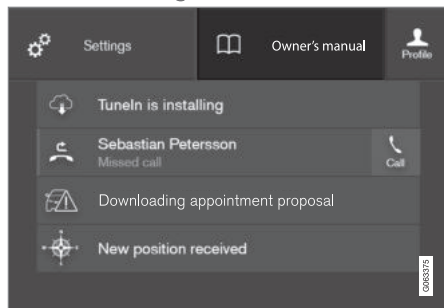 Settings
Owner's manual
Profile
TuneIn is installing
Sebastian Petersson
Missed call
Call
Downloading appointment proposal
New position received
G063375